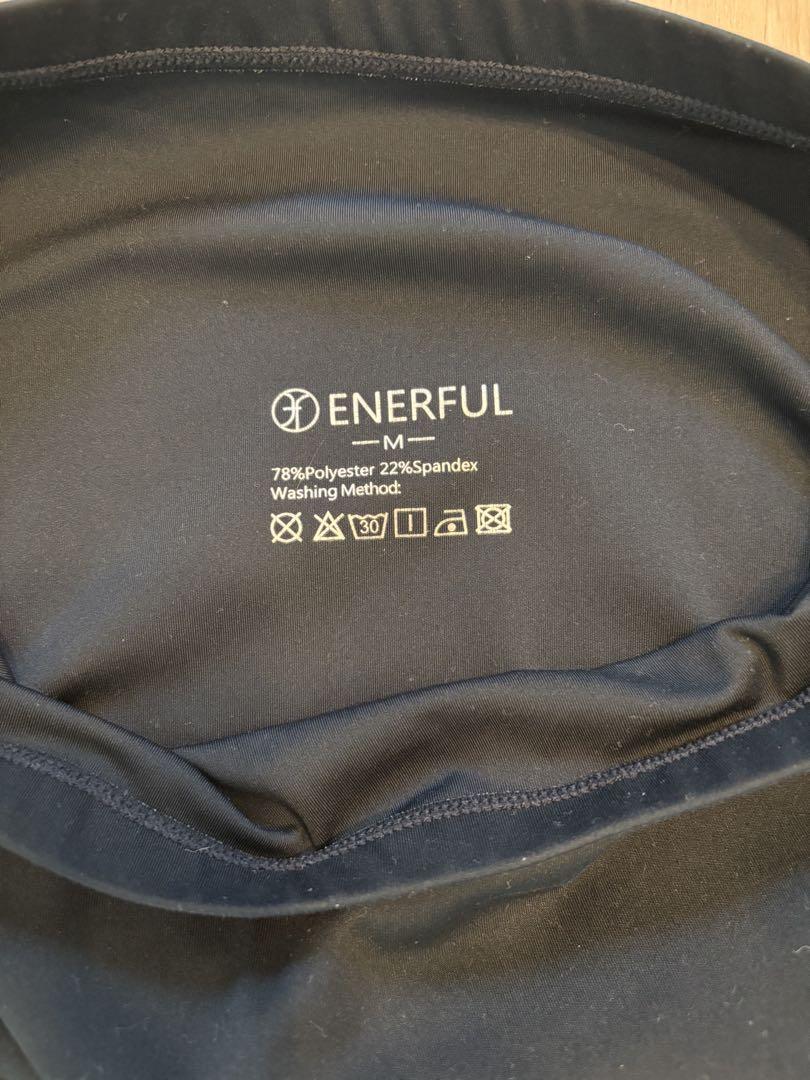 ENERFUL
M
78%Polyester 22%Spandex
Washing Method:
30